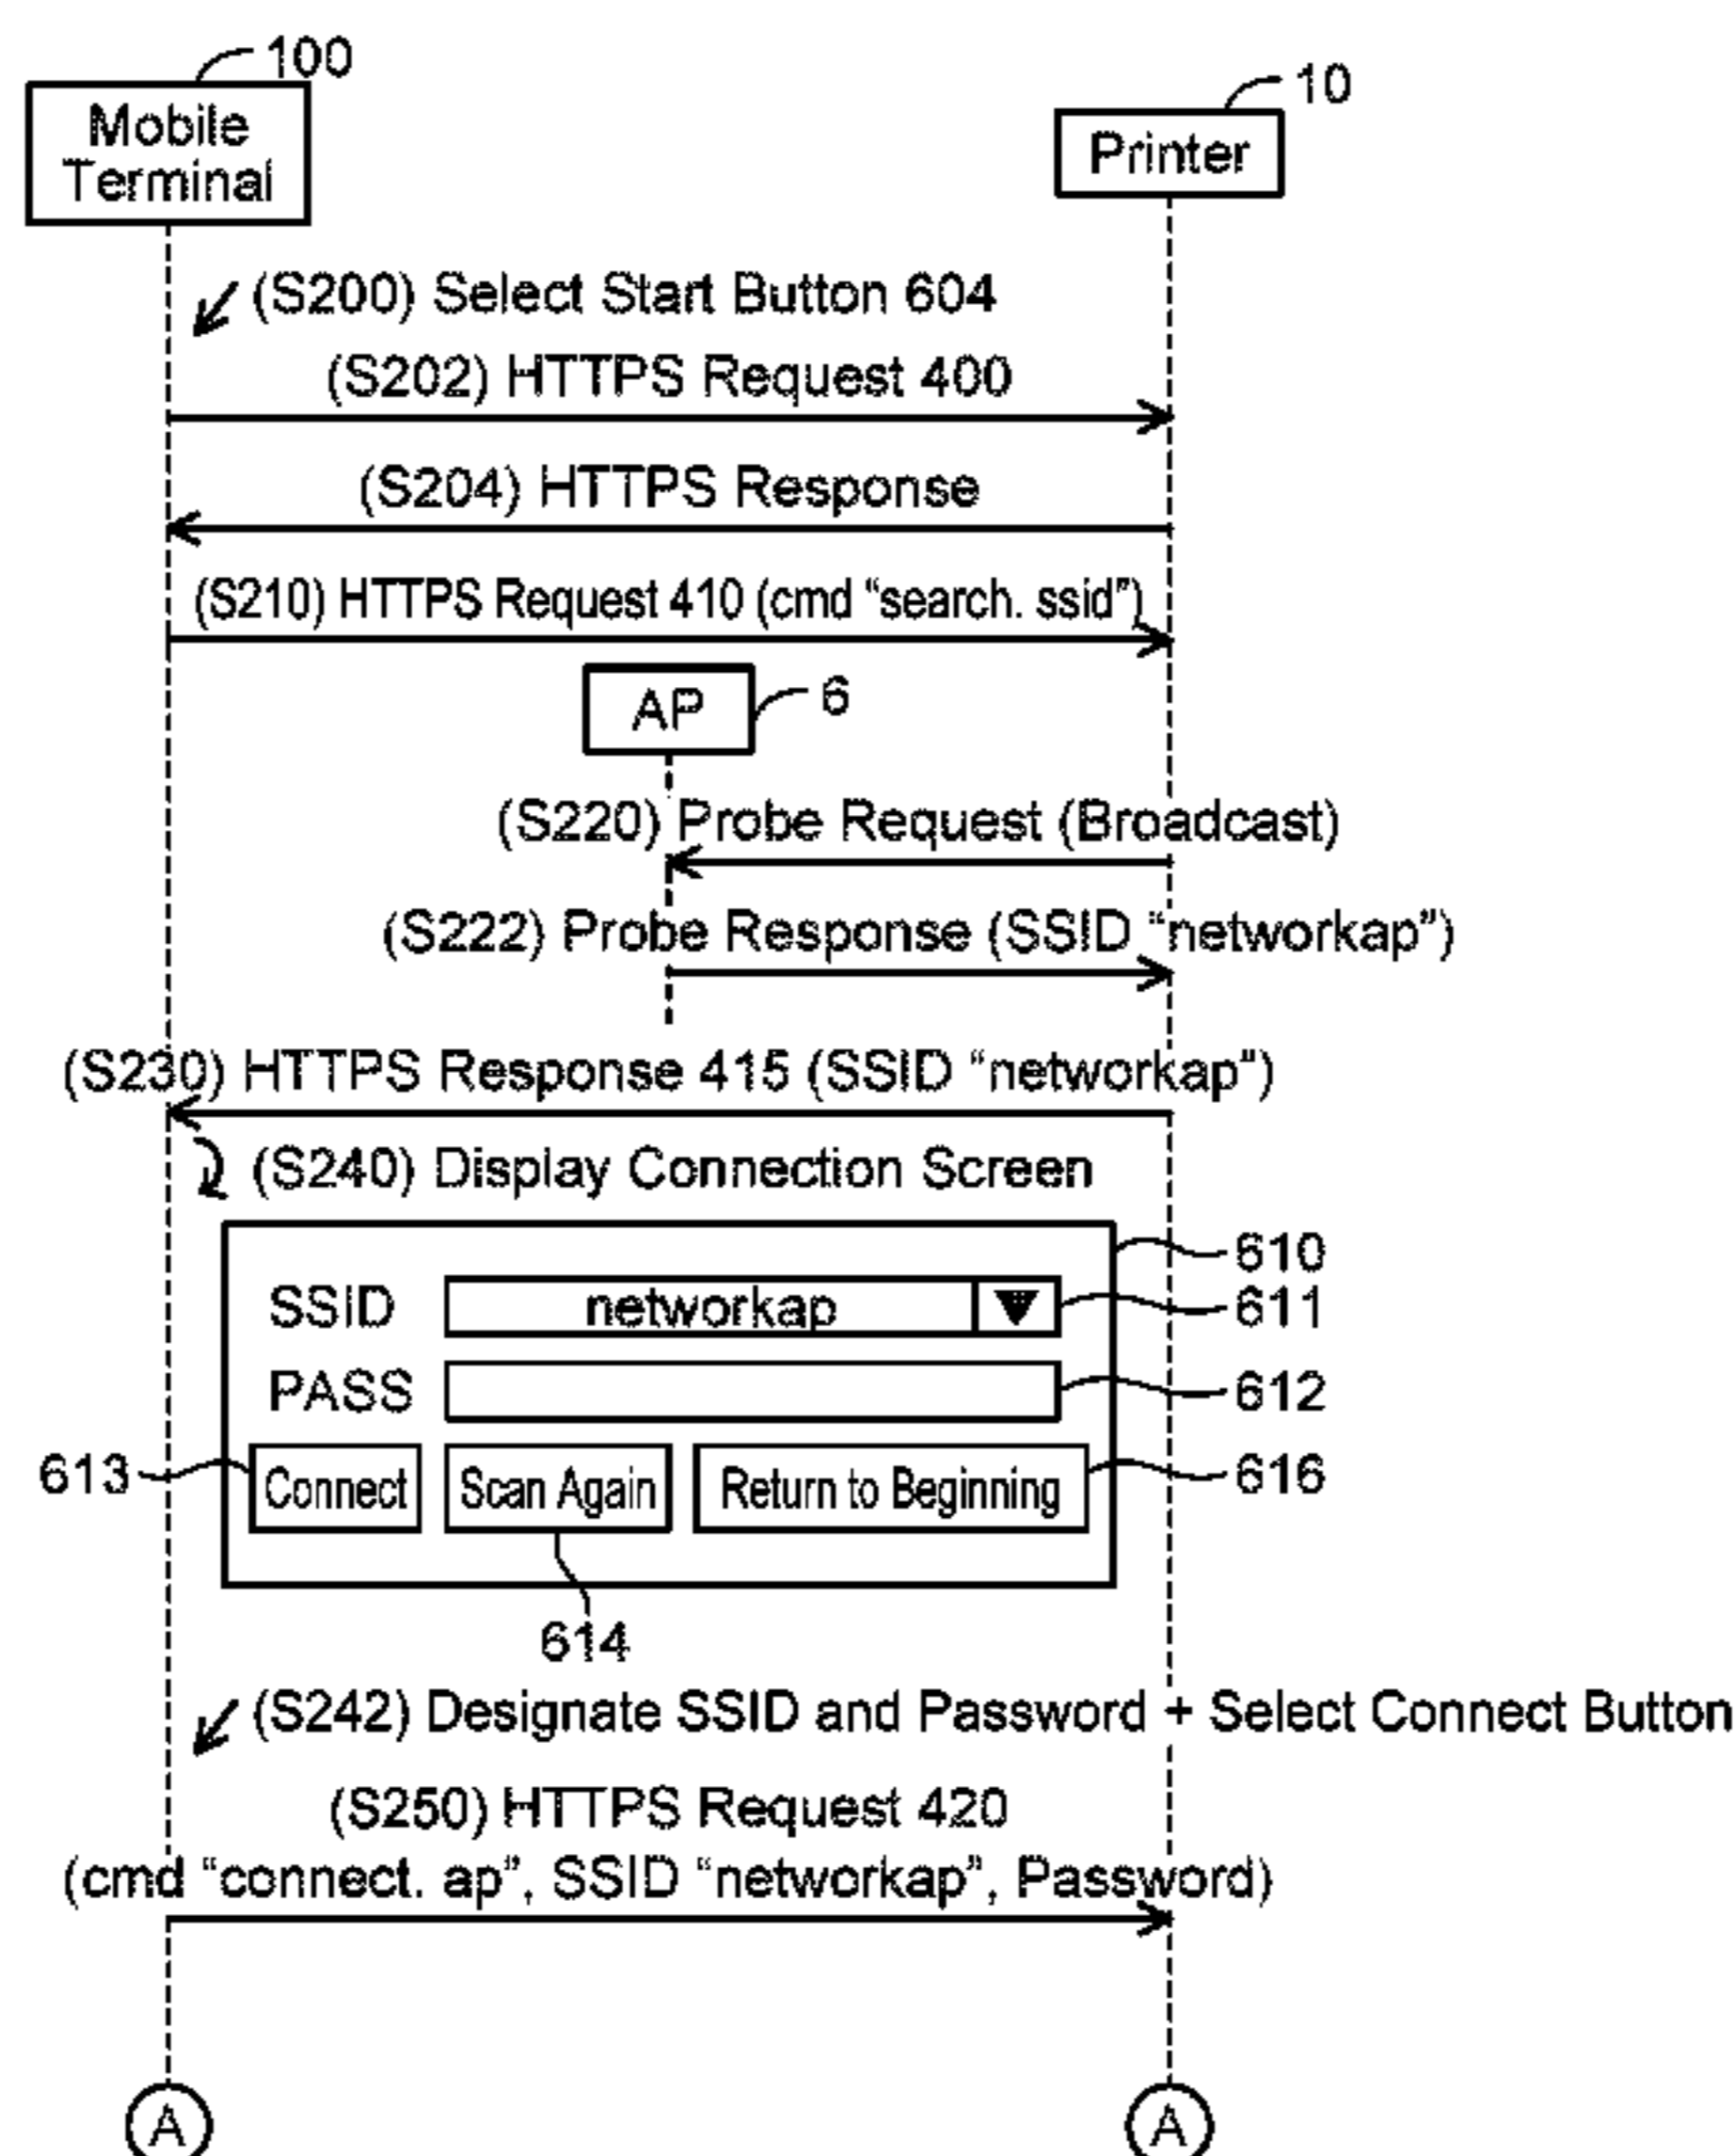 100
10
Mobile
Terminal
Printer
(S200) Select Start Button 604
(S202) HTTPS Request 400
(S204) HTTPS Response
(S210) HTTPS Request 410 (cmd “search. ssid”)
AP
6
(S220) Probe Request (Broadcast)
(S222) Probe Response (SSID “networkap”)
(S230) HTTPS Response 415 (SSID “networkap”)
(S240) Display Connection Screen
610
SSID networkap ▼ 611
PASS 612
613 Connect Scan Again Return to Beginning 616
614
(S242) Designate SSID and Password + Select Connect Button
(S250) HTTPS Request 420
(cmd “connect. ap”, SSID “networkap”, Password)
A A